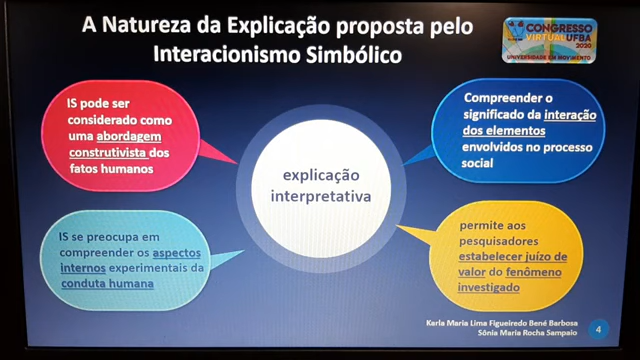 A Natureza da Explicação proposta pelo
Interacionismo Simbólico
CONGRESSO
VIRTUAL UFBA
2020
UNIVERSIDADE EM MOVIMENTO
IS pode ser
considerado como
uma abordagem
construtivista dos
fatos humanos
Compreender o
significado da interação
dos elementos
envolvidos no processo
social
explicação
interpretativa
IS se preocupa em
compreender os aspectos
internos experimentais da
conduta humana
permite aos
pesquisadores
estabelecer juízo de
valor do fenômeno
investigado
Karla Maria Lima Figueiredo Bené Barbosa
Sônia Maria Rocha Sampaio
4